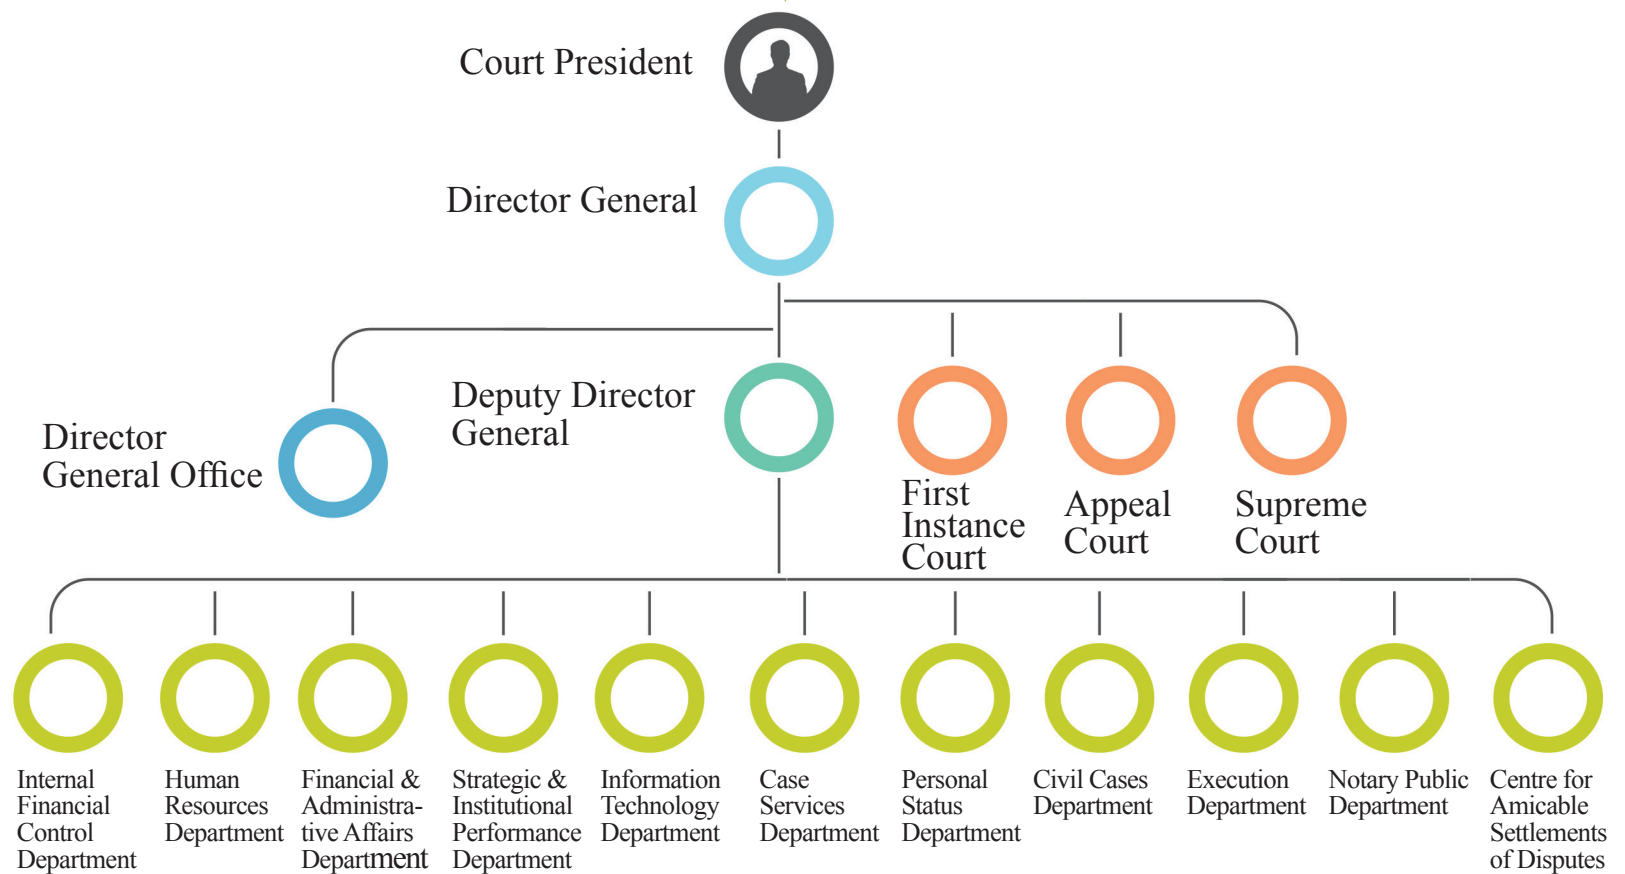 Court President
Director General
Deputy Director
General
Director
General Office
First
Instance
Court
Appeal
Court
Supreme
Court
Internal
Financial
Control
Department
Human
Resources
Department
Financial &
Administra-
tive Affairs
Department
Strategic &
Institutional
Performance
Department
Information
Technology
Department
Case
Services
Department
Personal
Status
Department
Civil Cases
Department
Execution
Department
Notary Public
Department
Centre for
Amicable
Settlements
of Disputes